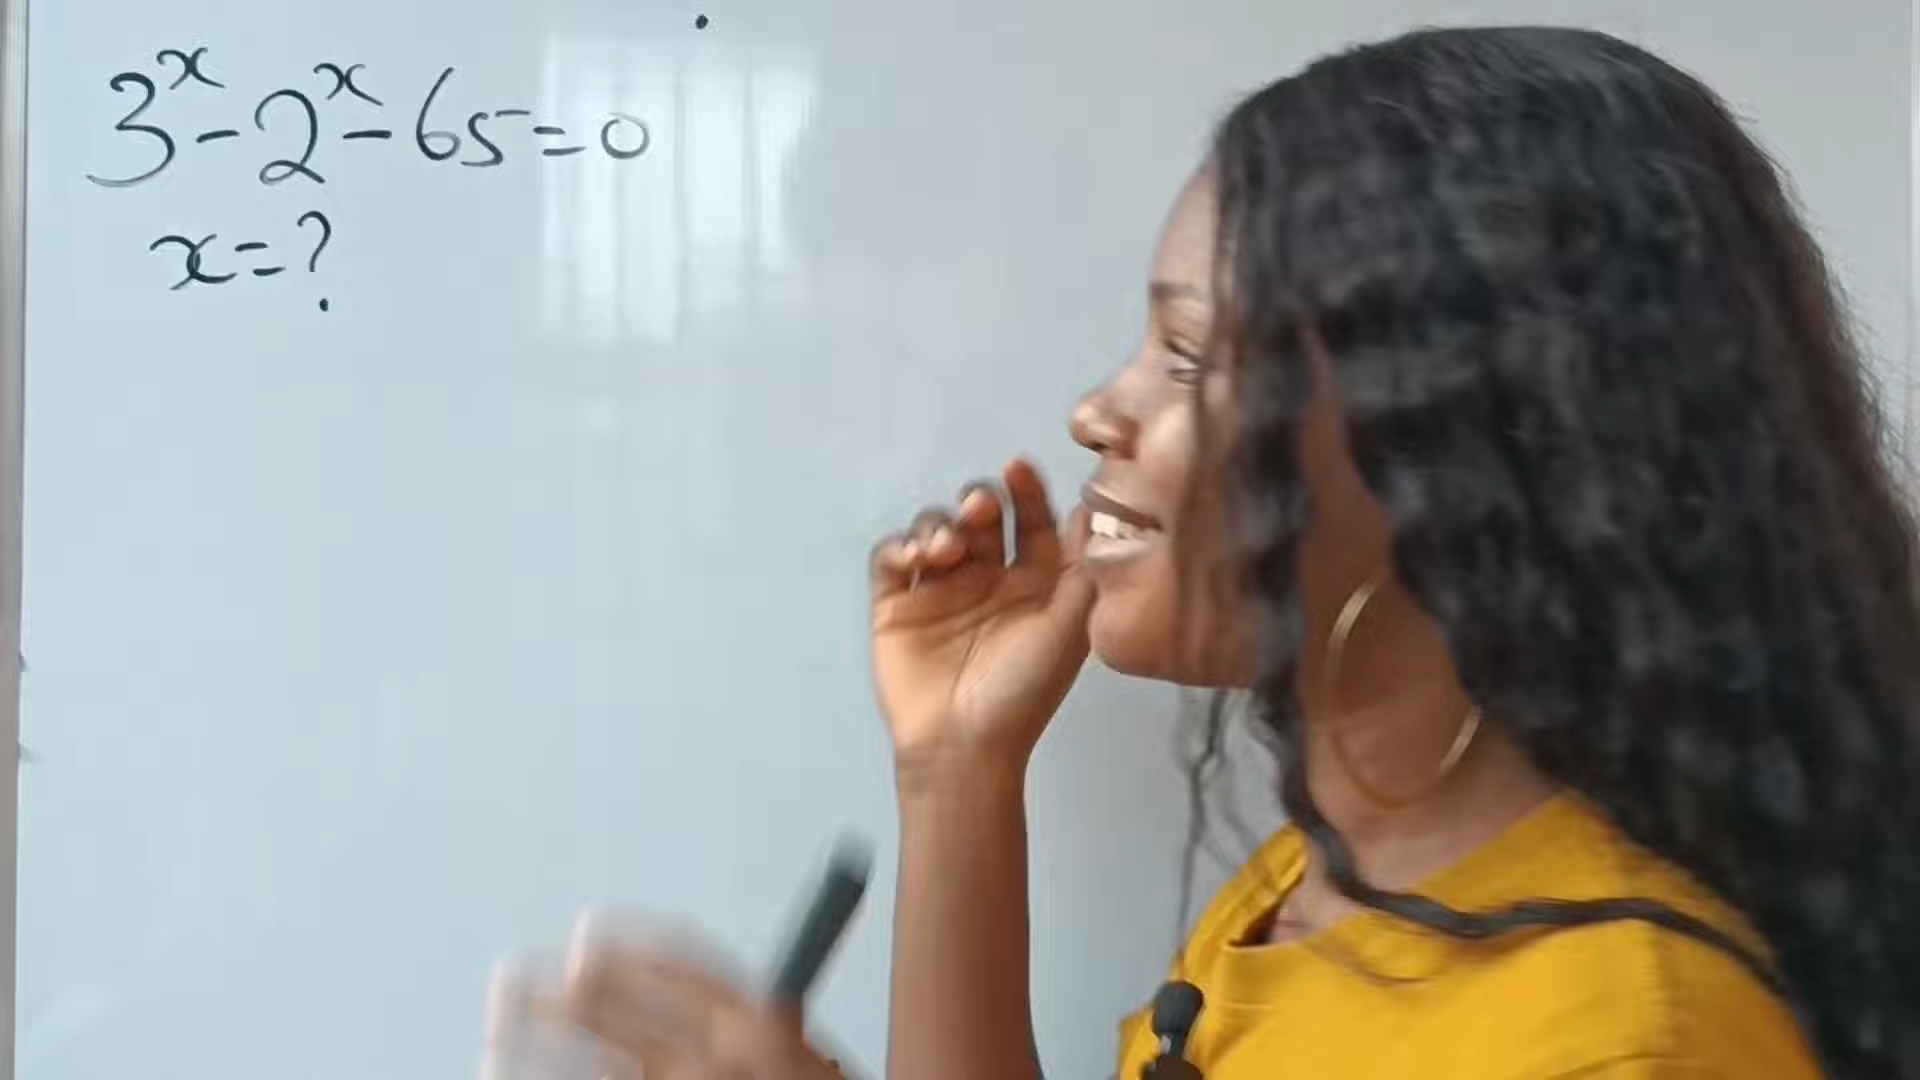 3^x - 2^x - 65 = 0
x = ?